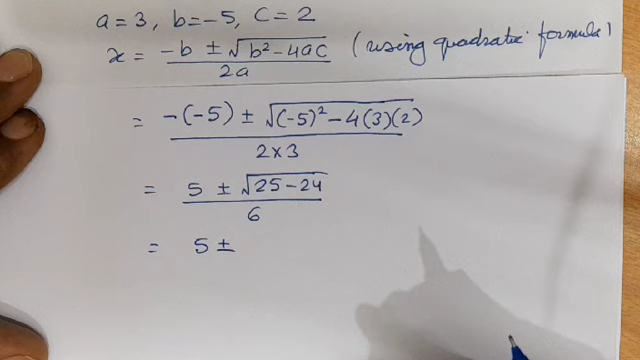 a = 3, b = -5, c = 2
x = (-b ± √(b² - 4ac)) / 2a (using quadratic formula)
= (-(-5) ± √((-5)² - 4(3)(2))) / 2×3
= (5 ± √(25 - 24)) / 6
= 5 ±